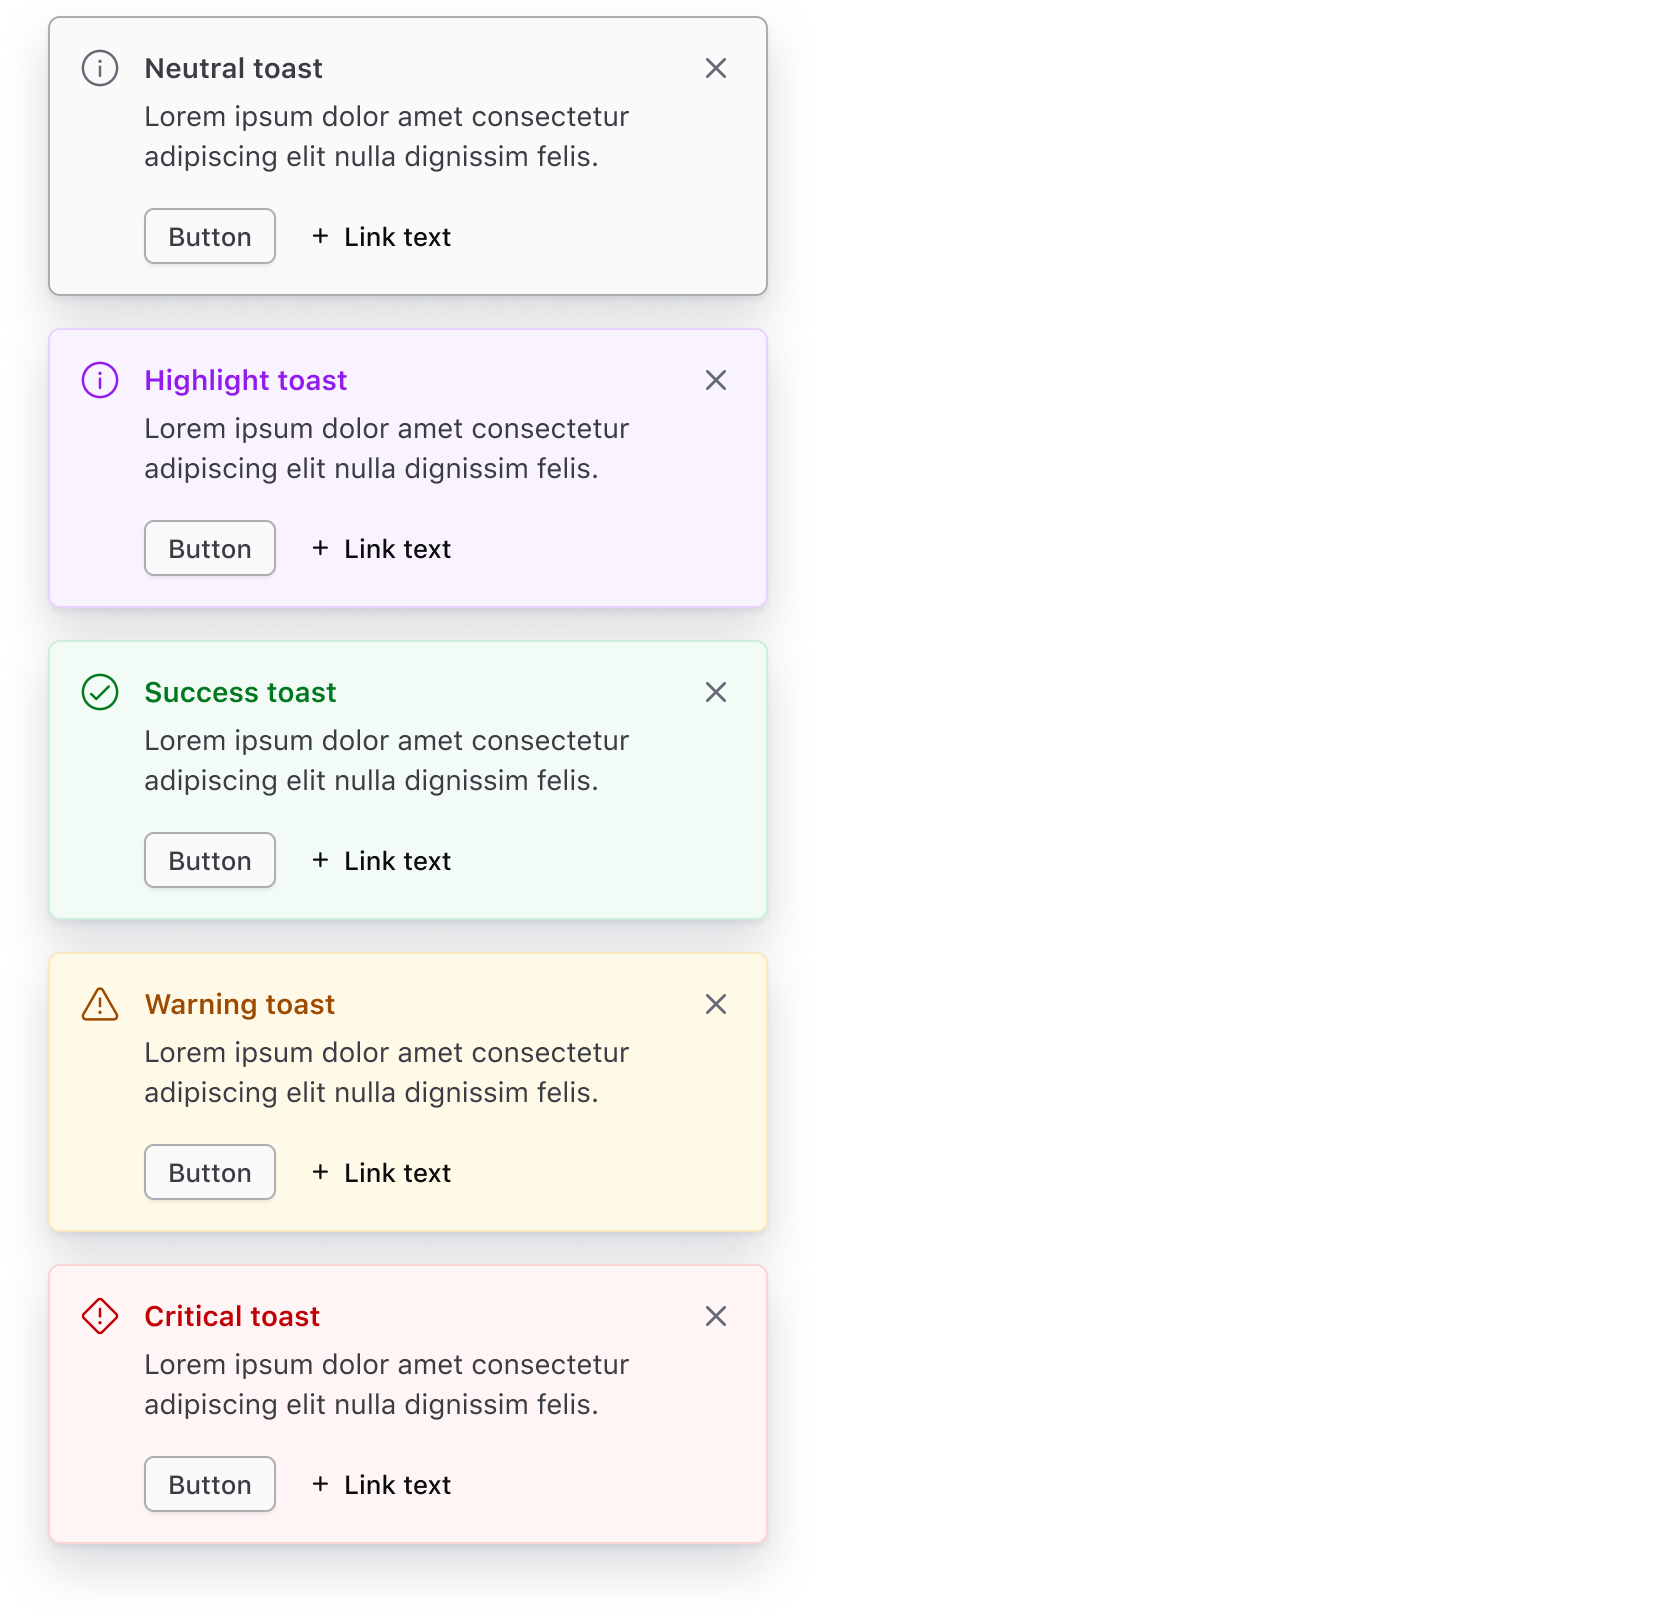 Neutral toast
Lorem ipsum dolor amet consectetur
adipiscing elit nulla dignissim felis.
Button + Link text
Highlight toast
Lorem ipsum dolor amet consectetur
adipiscing elit nulla dignissim felis.
Button + Link text
Success toast
Lorem ipsum dolor amet consectetur
adipiscing elit nulla dignissim felis.
Button + Link text
Warning toast
Lorem ipsum dolor amet consectetur
adipiscing elit nulla dignissim felis.
Button + Link text
Critical toast
Lorem ipsum dolor amet consectetur
adipiscing elit nulla dignissim felis.
Button + Link text